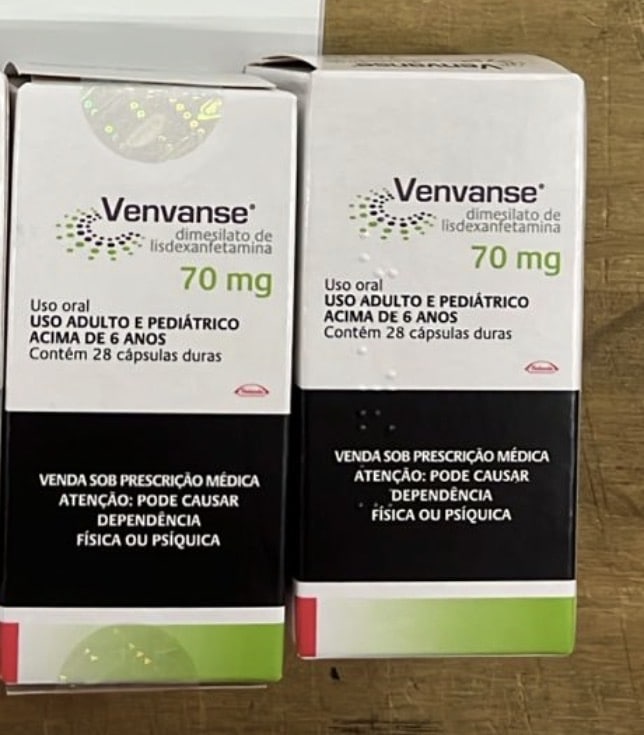 Venvanse®
dimesilato de
lisdexanfetamina
70 mg
Uso oral
USO ADULTO E PEDIÁTRICO
ACIMA DE 6 ANOS
Contém 28 cápsulas duras
VENDA SOB PRESCRIÇÃO MÉDICA
ATENÇÃO: PODE CAUSAR
DEPENDÊNCIA
FÍSICA OU PSÍQUICA
Venvanse
Venvanse®
dimesilato de
lisdexanfetamina
70 mg
Uso oral
USO ADULTO E PEDIÁTRICO
ACIMA DE 6 ANOS
Contém 28 cápsulas duras
VENDA SOB PRESCRIÇÃO MÉDICA
ATENÇÃO: PODE CAUSAR
DEPENDÊNCIA
FÍSICA OU PSÍQUICA